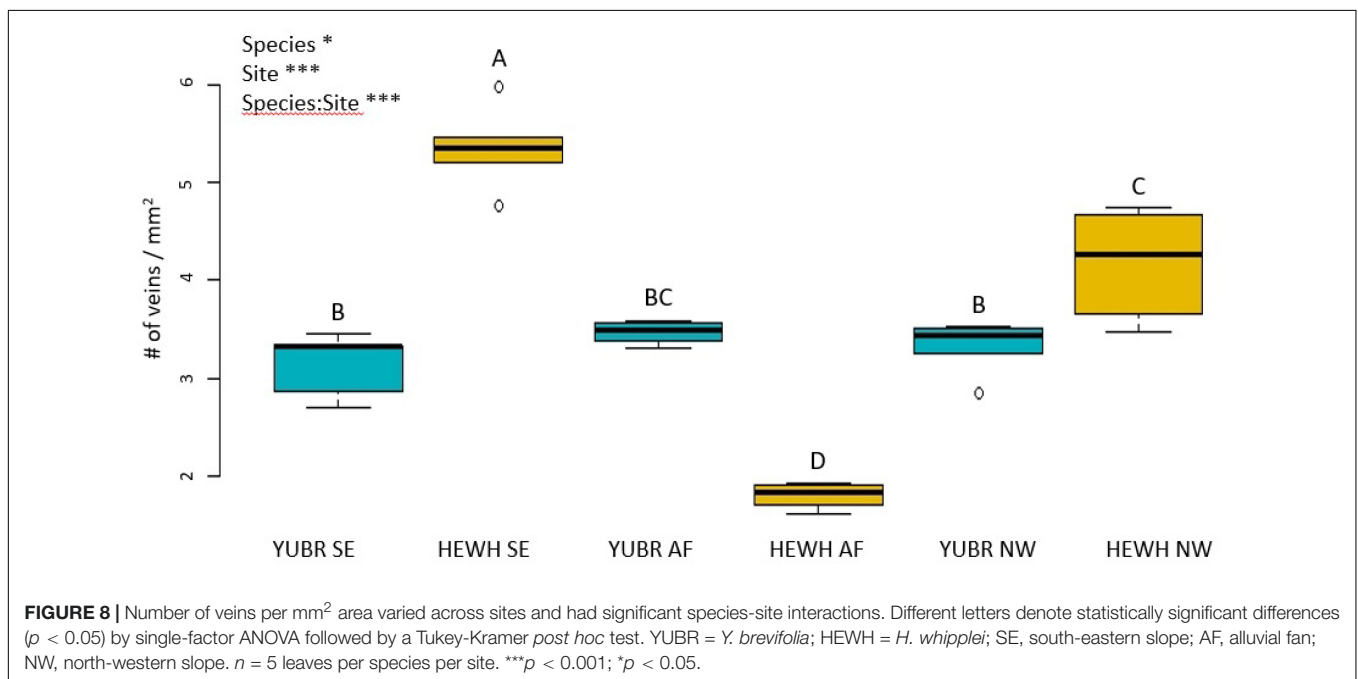 Species *
Site ***
Species:Site ***
# of veins / mm²
6
5
4
3
2
A
B
BC
B
C
D
YUBR SE
HEWH SE
YUBR AF
HEWH AF
YUBR NW
HEWH NW
FIGURE 8 | Number of veins per mm² area varied across sites and had significant species-site interactions. Different letters denote statistically significant differences
(p < 0.05) by single-factor ANOVA followed by a Tukey-Kramer post hoc test. YUBR = Y. brevifolia; HEWH = H. whipplei; SE, south-eastern slope; AF, alluvial fan;
NW, north-western slope. n = 5 leaves per species per site. ***p < 0.001; *p < 0.05.